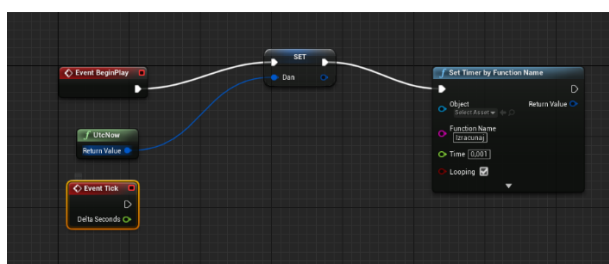 Event BeginPlay
SET
Dan
f Set Timer by Function Name
Object
Select Asset
Return Value
Function Name
Izracunaj
Time 0,001
Looping
f UtcNow
Return Value
Event Tick
Delta Seconds